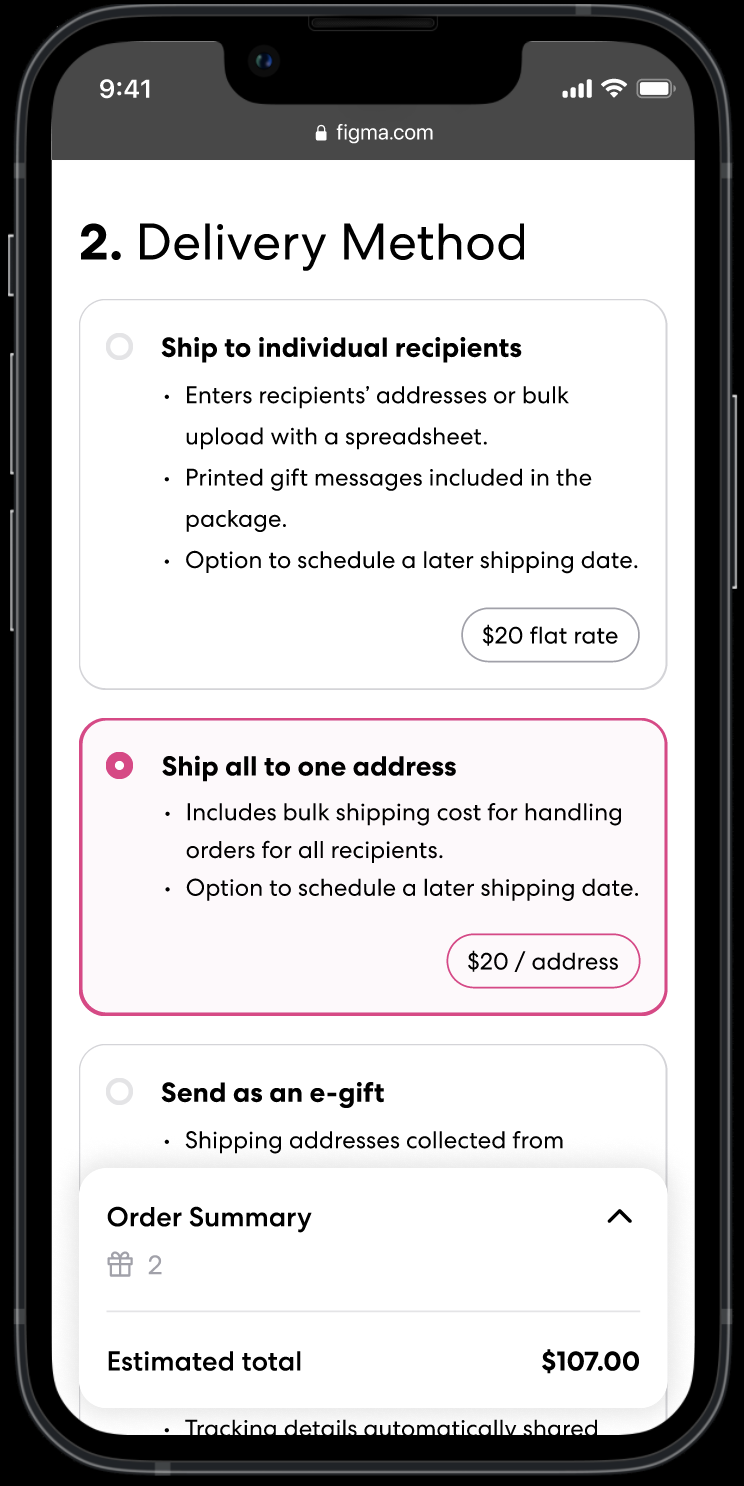 9:41
figma.com
2. Delivery Method
Ship to individual recipients
• Enters recipients’ addresses or bulk
upload with a spreadsheet.
• Printed gift messages included in the
package.
• Option to schedule a later shipping date.
$20 flat rate
Ship all to one address
• Includes bulk shipping cost for handling
orders for all recipients.
• Option to schedule a later shipping date.
$20 / address
Send as an e-gift
• Shipping addresses collected from
Order Summary
2
Estimated total $107.00
• Tracking details automatically shared